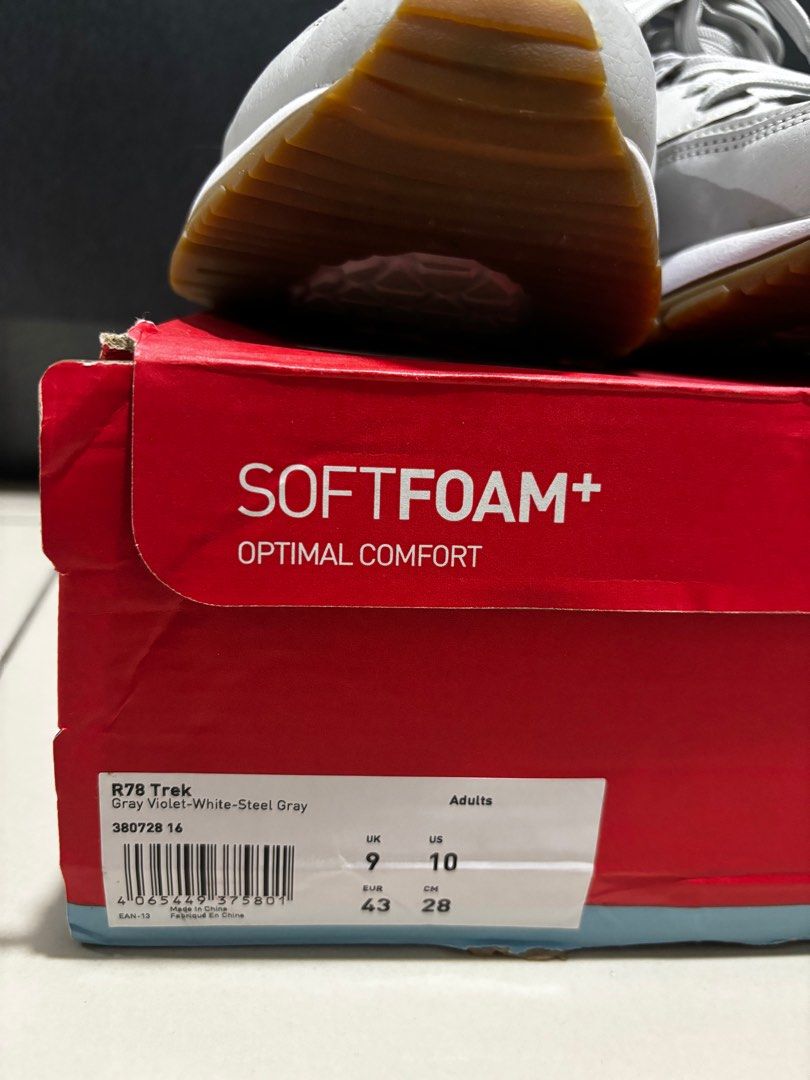 SOFTFOAM+
OPTIMAL COMFORT
R78 Trek
Gray Violet-White-Steel Gray
Adults
380728 16
UK US
9 10
EUR CM
43 28
4 065449 375801
EAN-13
Made In China
Fabriqué En Chine